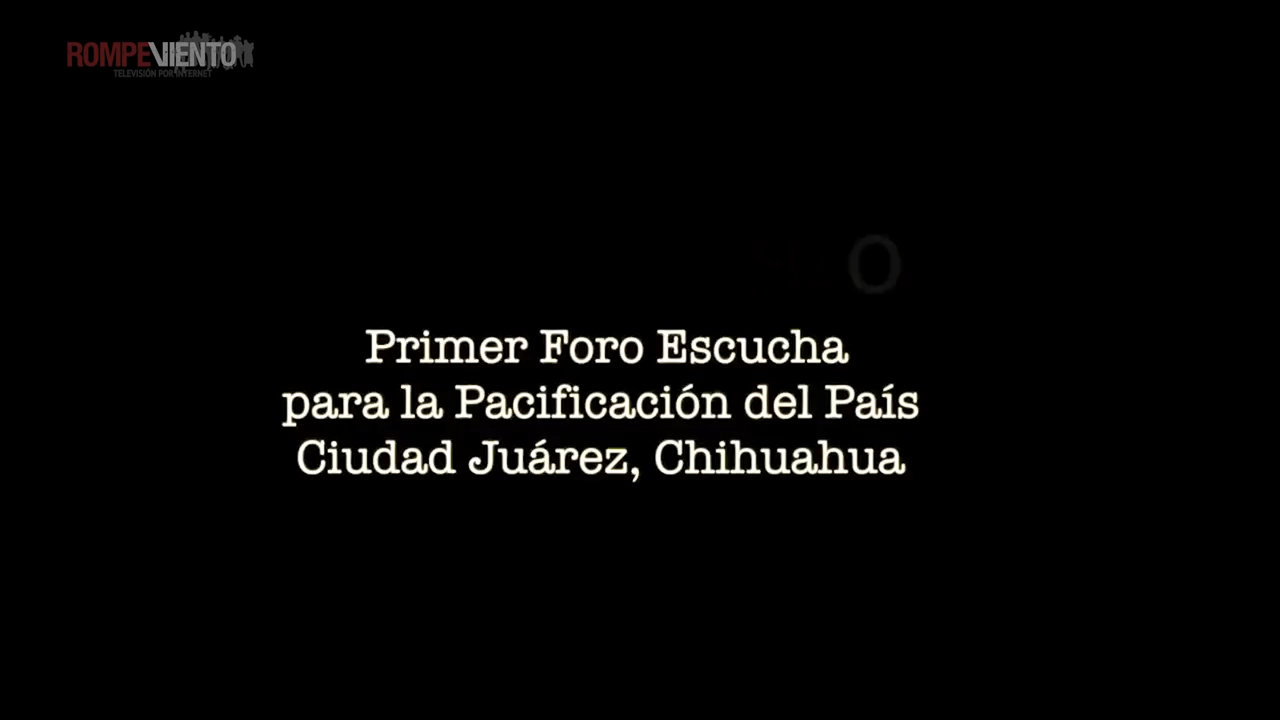 ROMPEVIENTO
TELEVISIÓN POR INTERNET
Primer Foro Escucha
para la Pacificación del País
Ciudad Juárez, Chihuahua